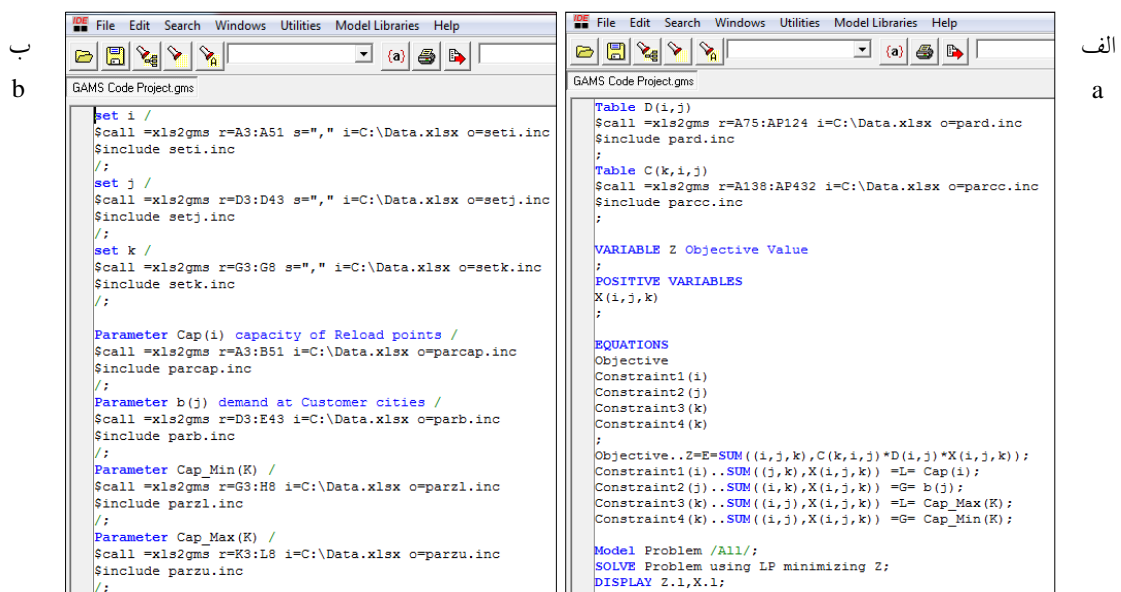 ب
b
IDE File Edit Search Windows Utilities Model Libraries Help
{a}
GAMS Code Project.gms
set i /
$call =xls2gms r=A3:A51 s="," i=C:\Data.xlsx o=seti.inc
$include seti.inc
/;
set j /
$call =xls2gms r=D3:D43 s="," i=C:\Data.xlsx o=setj.inc
$include setj.inc
/;
set k /
$call =xls2gms r=G3:G8 s="," i=C:\Data.xlsx o=setk.inc
$include setk.inc
/;
Parameter Cap(i) capacity of Reload points /
$call =xls2gms r=A3:B51 i=C:\Data.xlsx o=parcap.inc
$include parcap.inc
/;
Parameter b(j) demand at Customer cities /
$call =xls2gms r=D3:E43 i=C:\Data.xlsx o=parb.inc
$include parb.inc
/;
Parameter Cap_Min(K) /
$call =xls2gms r=G3:H8 i=C:\Data.xlsx o=parzl.inc
$include parzl.inc
/;
Parameter Cap_Max(K) /
$call =xls2gms r=K3:L8 i=C:\Data.xlsx o=parzu.inc
$include parzu.inc
/;
الف
a
IDE File Edit Search Windows Utilities Model Libraries Help
{a}
GAMS Code Project.gms
Table D(i,j)
$call =xls2gms r=A75:AP124 i=C:\Data.xlsx o=pard.inc
$include pard.inc
;
Table C(k,i,j)
$call =xls2gms r=A138:AP432 i=C:\Data.xlsx o=parcc.inc
$include parcc.inc
;
VARIABLE Z Objective Value
;
POSITIVE VARIABLES
X(i,j,k)
;
EQUATIONS
Objective
Constraint1(i)
Constraint2(j)
Constraint3(k)
Constraint4(k)
;
Objective..Z=E=SUM((i,j,k),C(k,i,j)*D(i,j)*X(i,j,k));
Constraint1(i)..SUM((j,k),X(i,j,k)) =L= Cap(i);
Constraint2(j)..SUM((i,k),X(i,j,k)) =G= b(j);
Constraint3(k)..SUM((i,j),X(i,j,k)) =L= Cap_Max(K);
Constraint4(k)..SUM((i,j),X(i,j,k)) =G= Cap_Min(K);
Model Problem /All/;
SOLVE Problem using LP minimizing Z;
DISPLAY Z.l,X.l;